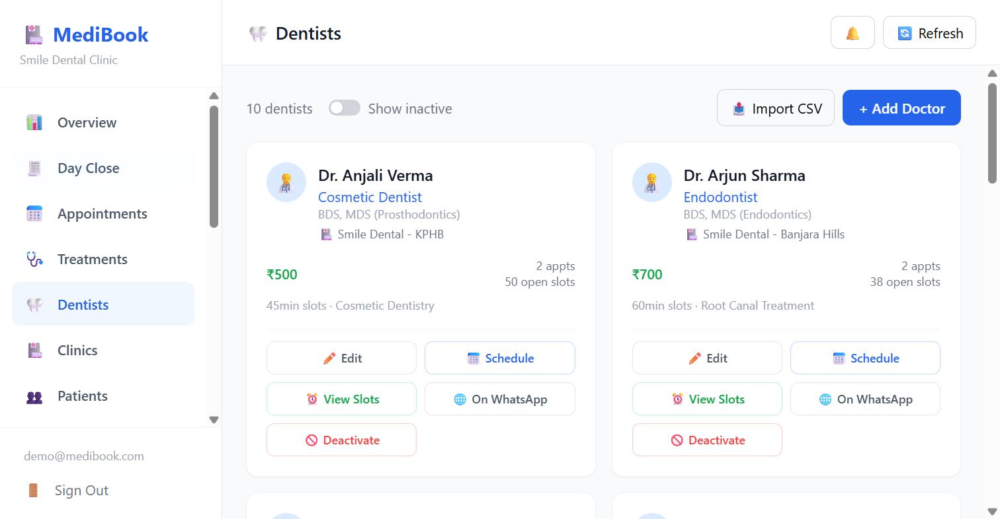 MediBook
Smile Dental Clinic
Overview
Day Close
Appointments
Treatments
Dentists
Clinics
Patients
demo@medibook.com
Sign Out
Dentists
Refresh
10 dentists Show inactive Import CSV + Add Doctor
Dr. Anjali Verma
Cosmetic Dentist
BDS, MDS (Prosthodontics)
Smile Dental - KPHB
₹500
2 appts
50 open slots
45min slots · Cosmetic Dentistry
Edit Schedule
View Slots On WhatsApp
Deactivate
Dr. Arjun Sharma
Endodontist
BDS, MDS (Endodontics)
Smile Dental - Banjara Hills
₹700
2 appts
38 open slots
60min slots · Root Canal Treatment
Edit Schedule
View Slots On WhatsApp
Deactivate